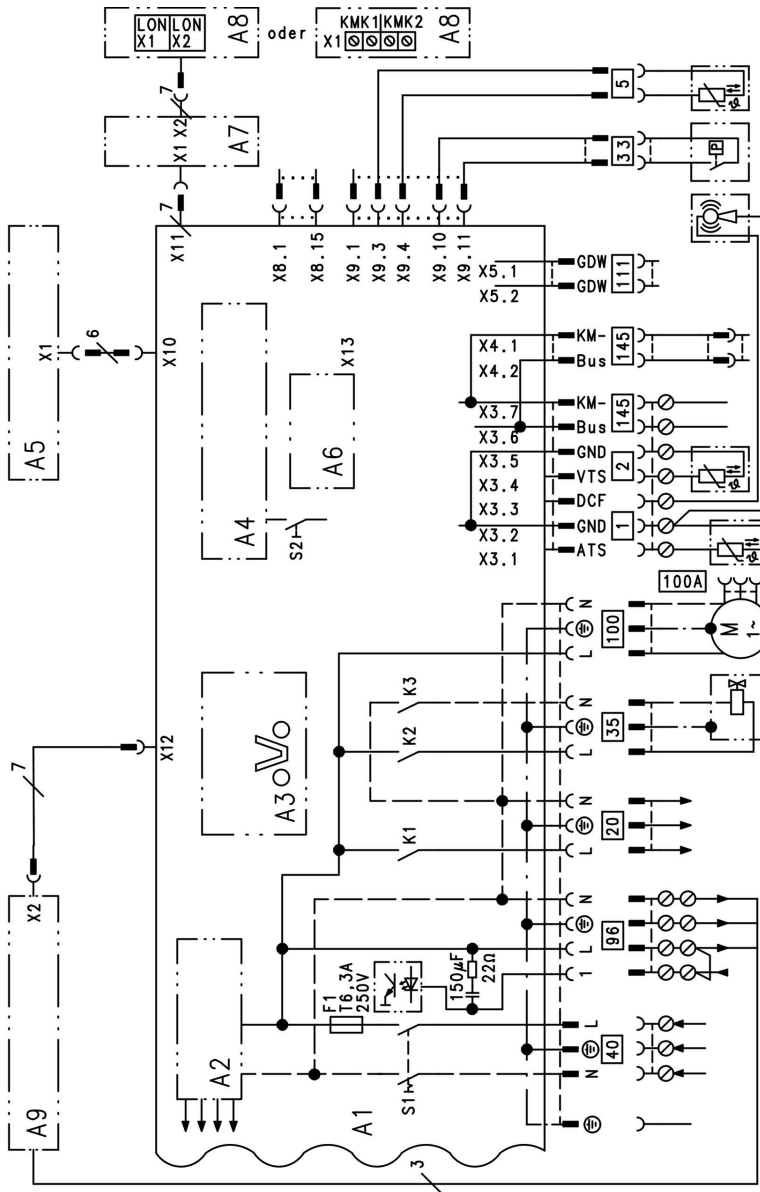 LON LON
X1 X2
A8
oder
KMK1 KMK2
X1
A8
7
X1 X2
A7
7
X11
A5
X1
6
X10
X8.1
X8.15
X9.1
X9.3
X9.4
X9.10
X9.11
5
ϑ
33
P
X5.1
X5.2
GDW
GDW
111
X4.1
X4.2
KM-
Bus
145
X3.7
X3.6
X3.5
X3.4
X3.3
X3.2
X3.1
KM-
Bus
GND
VTS
DCF
GND
ATS
145
2
1
ϑ
ϑ
X13
A6
A4
S2
100A
M
1~
N
L
100
N
L
35
N
L
20
N
L
1
96
L
N
40
K3
K2
K1
X12
7
A3
A9
X2
A2
F1
T6,3A
250V
150µF
22Ω
S1
A1
3